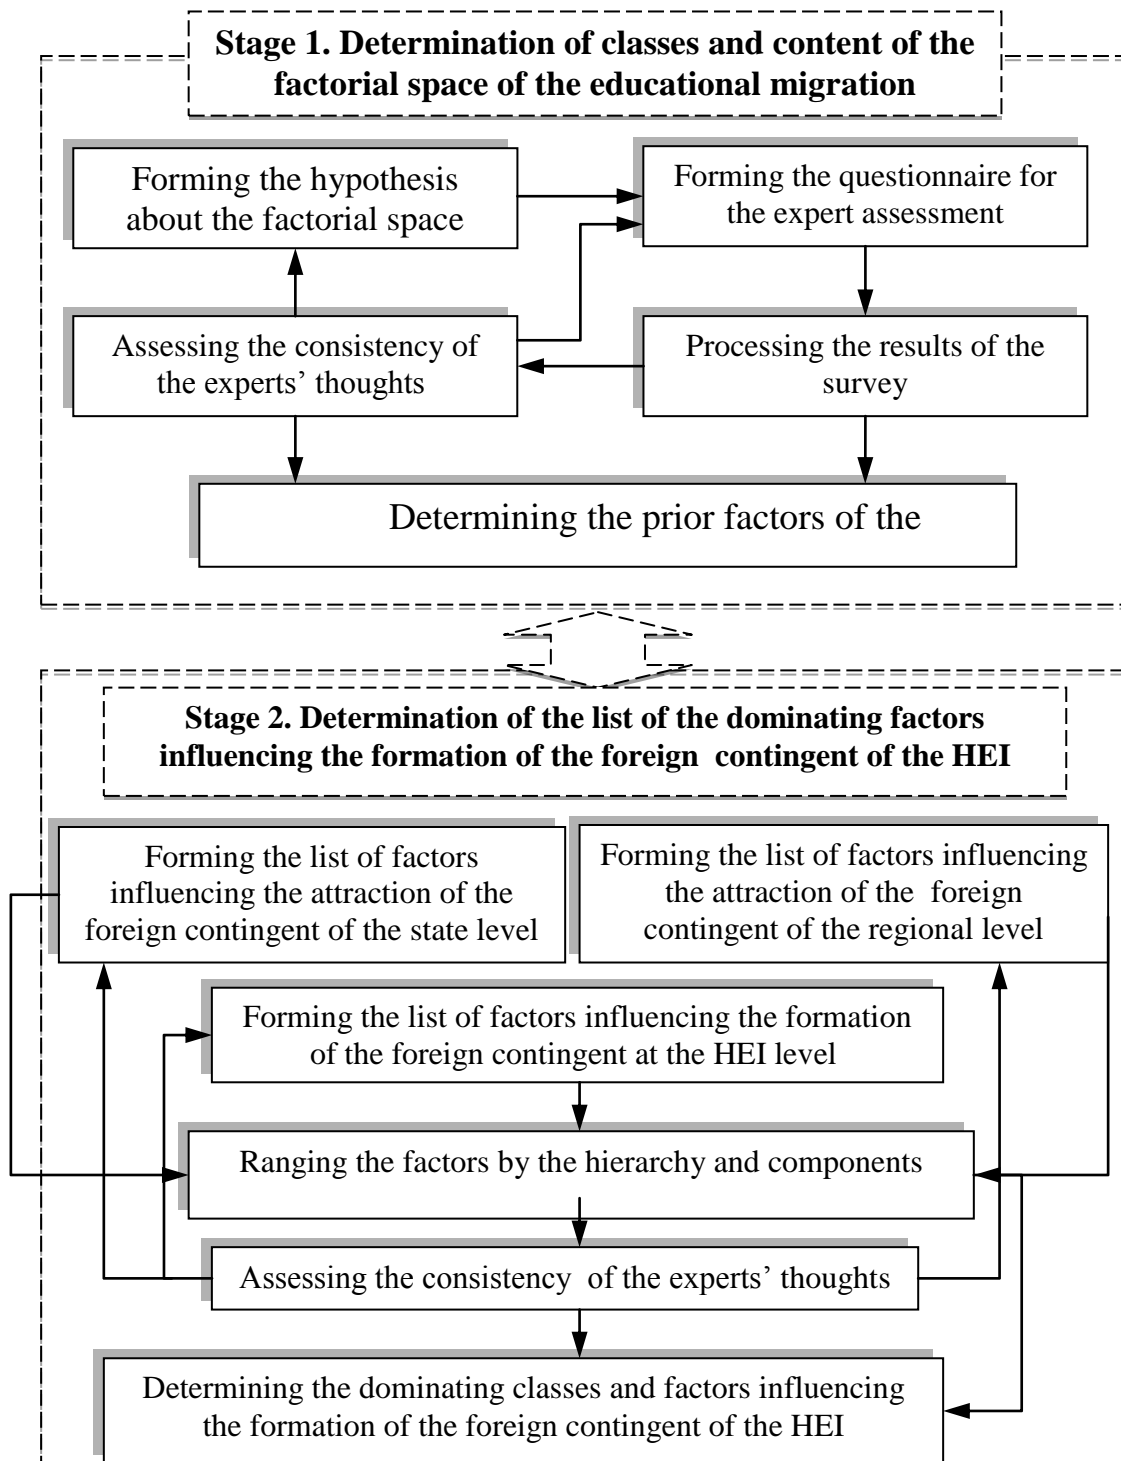 Stage 1. Determination of classes and content of the
factorial space of the educational migration
Forming the hypothesis
about the factorial space
Forming the questionnaire for
the expert assessment
Assessing the consistency of
the experts’ thoughts
Processing the results of the
survey
Determining the prior factors of the
Stage 2. Determination of the list of the dominating factors
influencing the formation of the foreign contingent of the HEI
Forming the list of factors
influencing the attraction of the
foreign contingent of the state level
Forming the list of factors influencing
the attraction of the foreign
contingent of the regional level
Forming the list of factors influencing the formation
of the foreign contingent at the HEI level
Ranging the factors by the hierarchy and components
Assessing the consistency of the experts’ thoughts
Determining the dominating classes and factors influencing
the formation of the foreign contingent of the HEI